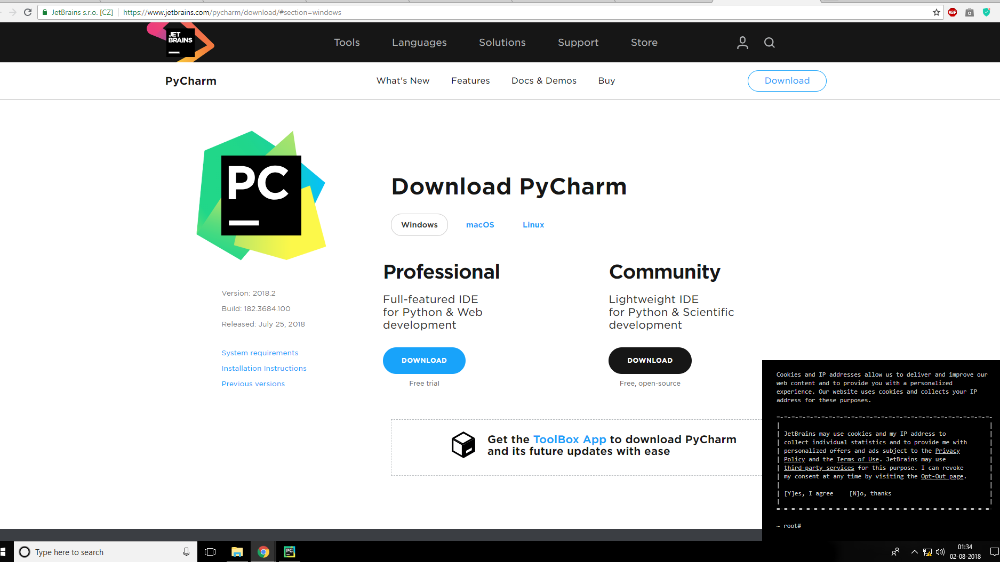 JetBrains s.r.o. [CZ] | https://www.jetbrains.com/pycharm/download/#section=windows
ABP
a
JET
BRAINS
Tools Languages Solutions Support Store
PyCharm What's New Features Docs & Demos Buy Download
PC
Download PyCharm
Windows macOS Linux
Version: 2018.2
Build: 182.3684.100
Released: July 25, 2018
System requirements
Installation Instructions
Previous versions
Professional
Full-featured IDE
for Python & Web
development
DOWNLOAD
Free trial
Community
Lightweight IDE
for Python & Scientific
development
DOWNLOAD
Free, open-source
Get the ToolBox App to download PyCharm
and its future updates with ease
Cookies and IP addresses allow us to deliver and improve our
web content and to provide you with a personalized
experience. Our website uses cookies and collects your IP
address for these purposes.
JetBrains may use cookies and my IP address to
collect individual statistics and to provide me with
personalized offers and ads subject to the Privacy
Policy and the Terms of Use. JetBrains may use
third-party services for this purpose. I can revoke
my consent at any time by visiting the Opt-Out page.
[Y]es, I agree [N]o, thanks
~ root#
Type here to search
PC
01:34
02-08-2018